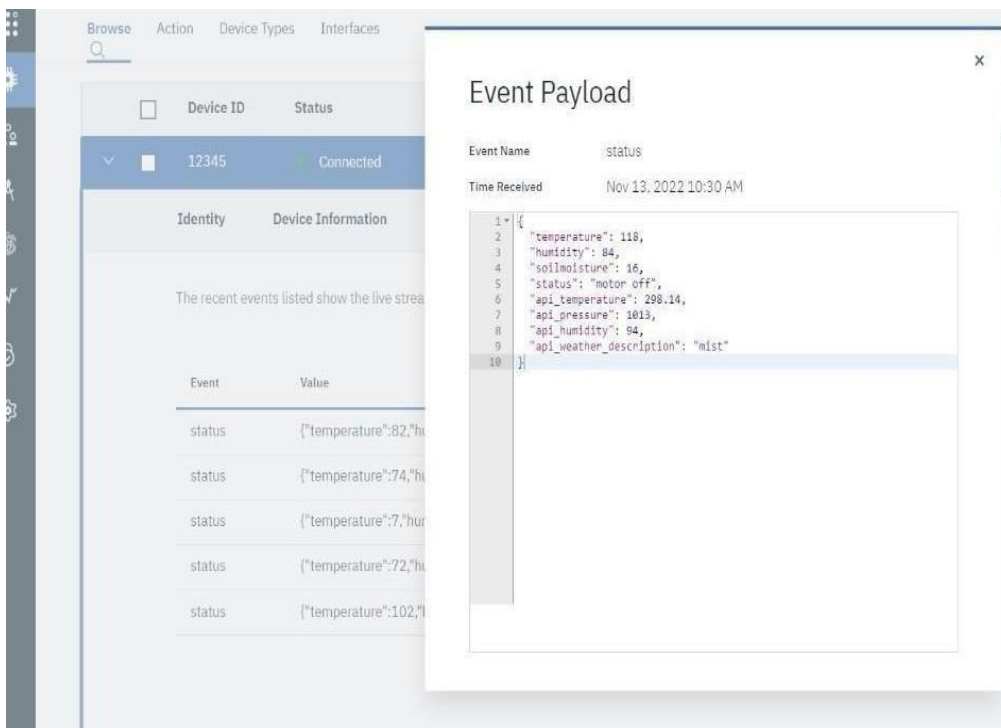 Browse Action Device Types Interfaces
Device ID Status
12345 Connected
Identity Device Information
The recent events listed show the live strea
Event Value
status {"temperature":82,"hu
status {"temperature":74,"hu
status {"temperature":7,"hur
status {"temperature":72,"hu
status {"temperature":102,"
Event Payload
Event Name status
Time Received Nov 13, 2022 10:30 AM
1 {
2 "temperature": 118,
3 "humidity": 84,
4 "soilmoisture": 16,
5 "status": "motor off",
6 "api_temperature": 298.14,
7 "api_pressure": 1013,
8 "api_humidity": 94,
9 "api_weather_description": "mist"
10 }